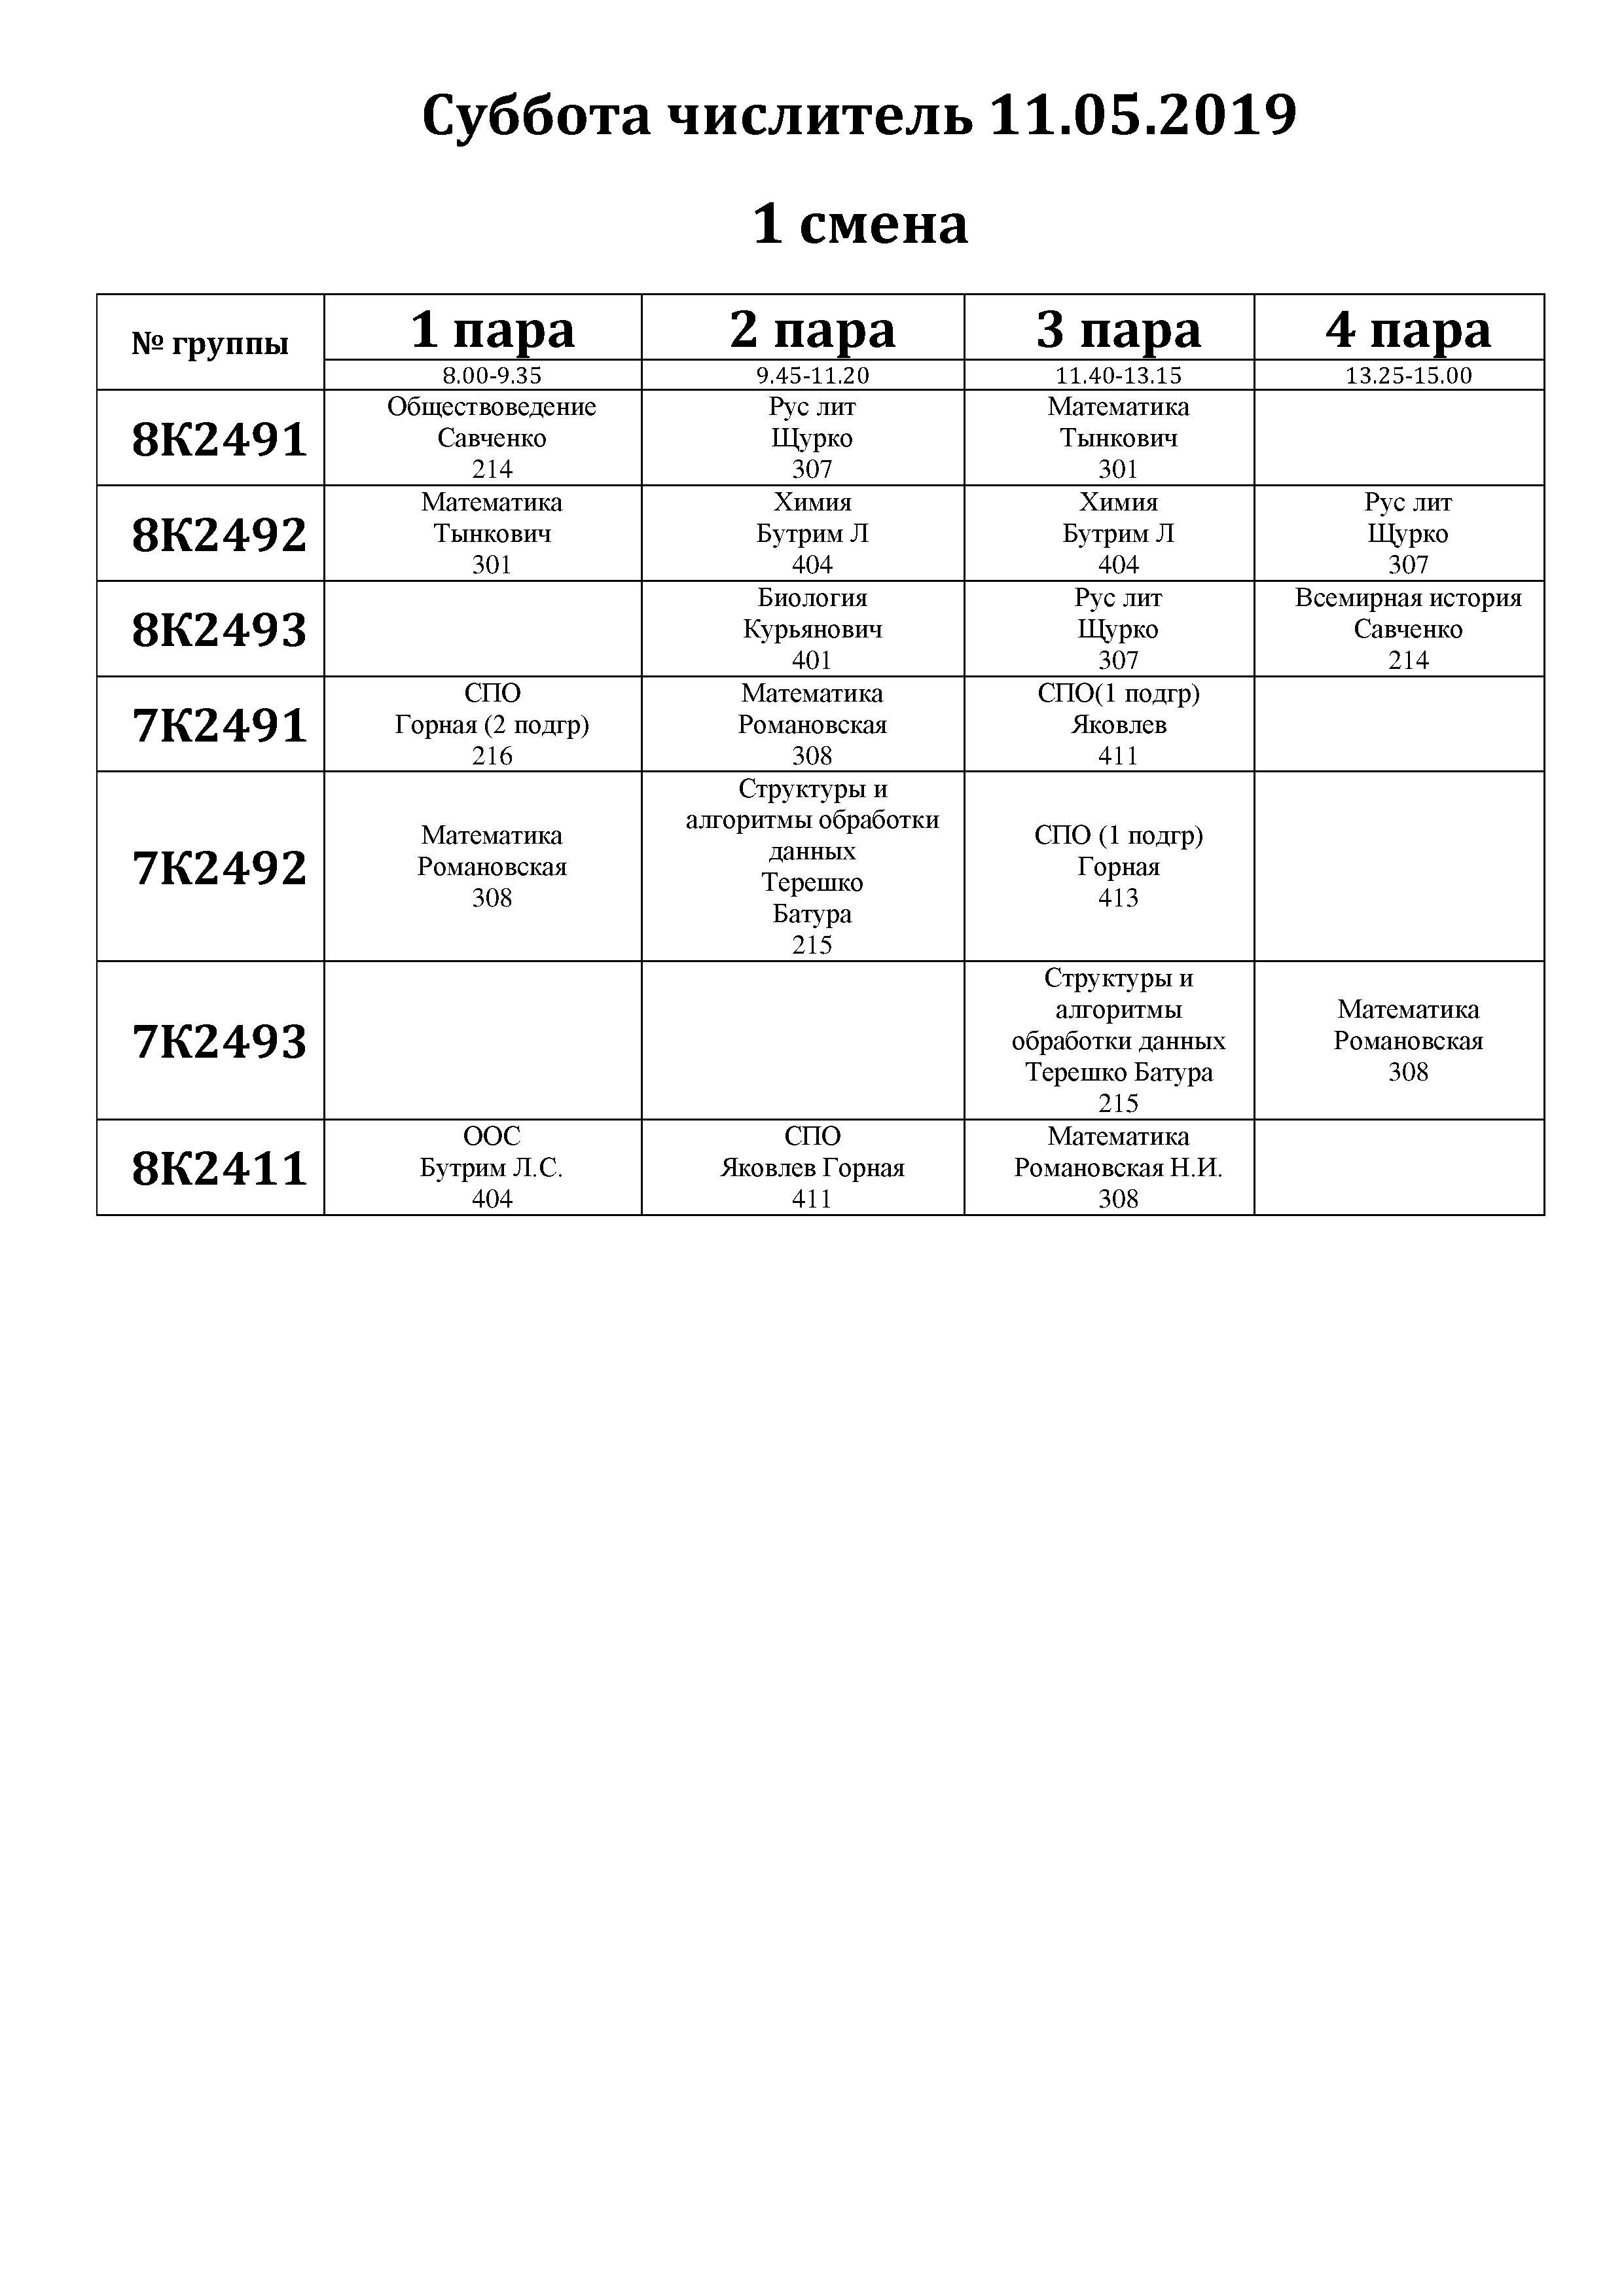 Суббота числитель 11.05.2019
1 смена
№ группы
1 пара
2 пара
3 пара
4 пара
8.00-9.35
9.45-11.20
11.40-13.15
13.25-15.00
8К2491
Обществоведение
Савченко
214
Рус лит
Щурко
307
Математика
Тынкович
301
8К2492
Математика
Тынкович
301
Химия
Бутрим Л
404
Химия
Бутрим Л
404
Рус лит
Щурко
307
8К2493
Биология
Курьянович
401
Рус лит
Щурко
307
Всемирная история
Савченко
214
7К2491
СПО
Горная (2 подгр)
216
Математика
Романовская
308
СПО(1 подгр)
Яковлев
411
7К2492
Математика
Романовская
308
Структуры и
алгоритмы обработки
данных
Терешко
Батура
215
СПО (1 подгр)
Горная
413
7К2493
Структуры и
алгоритмы
обработки данных
Терешко Батура
215
Математика
Романовская
308
8К2411
ООС
Бутрим Л.С.
404
СПО
Яковлев Горная
411
Математика
Романовская Н.И.
308